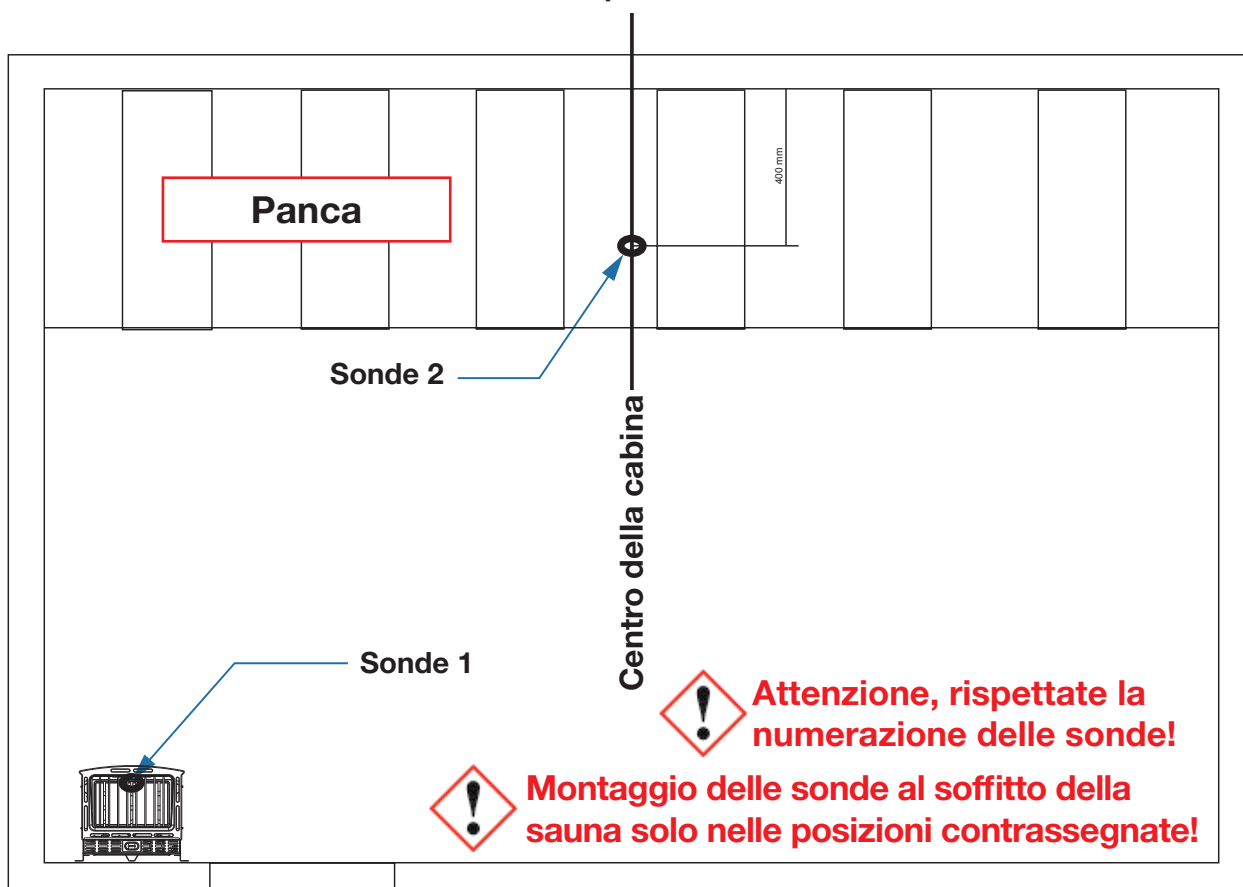 400 mm
Panca
Sonde 2
Centro della cabina
Sonde 1
Attenzione, rispettate la
numerazione delle sonde!
Montaggio delle sonde al soffitto della
sauna solo nelle posizioni contrassegnate!